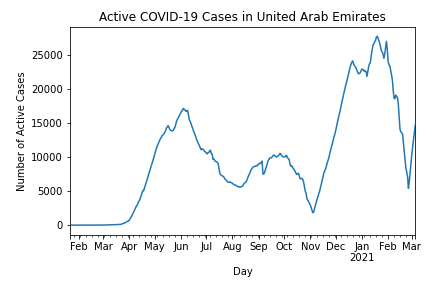 Active COVID-19 Cases in United Arab Emirates
Number of Active Cases
25000
20000
15000
10000
5000
0
Feb Mar Apr May Jun Jul Aug Sep Oct Nov Dec Jan Feb Mar
2021
Day